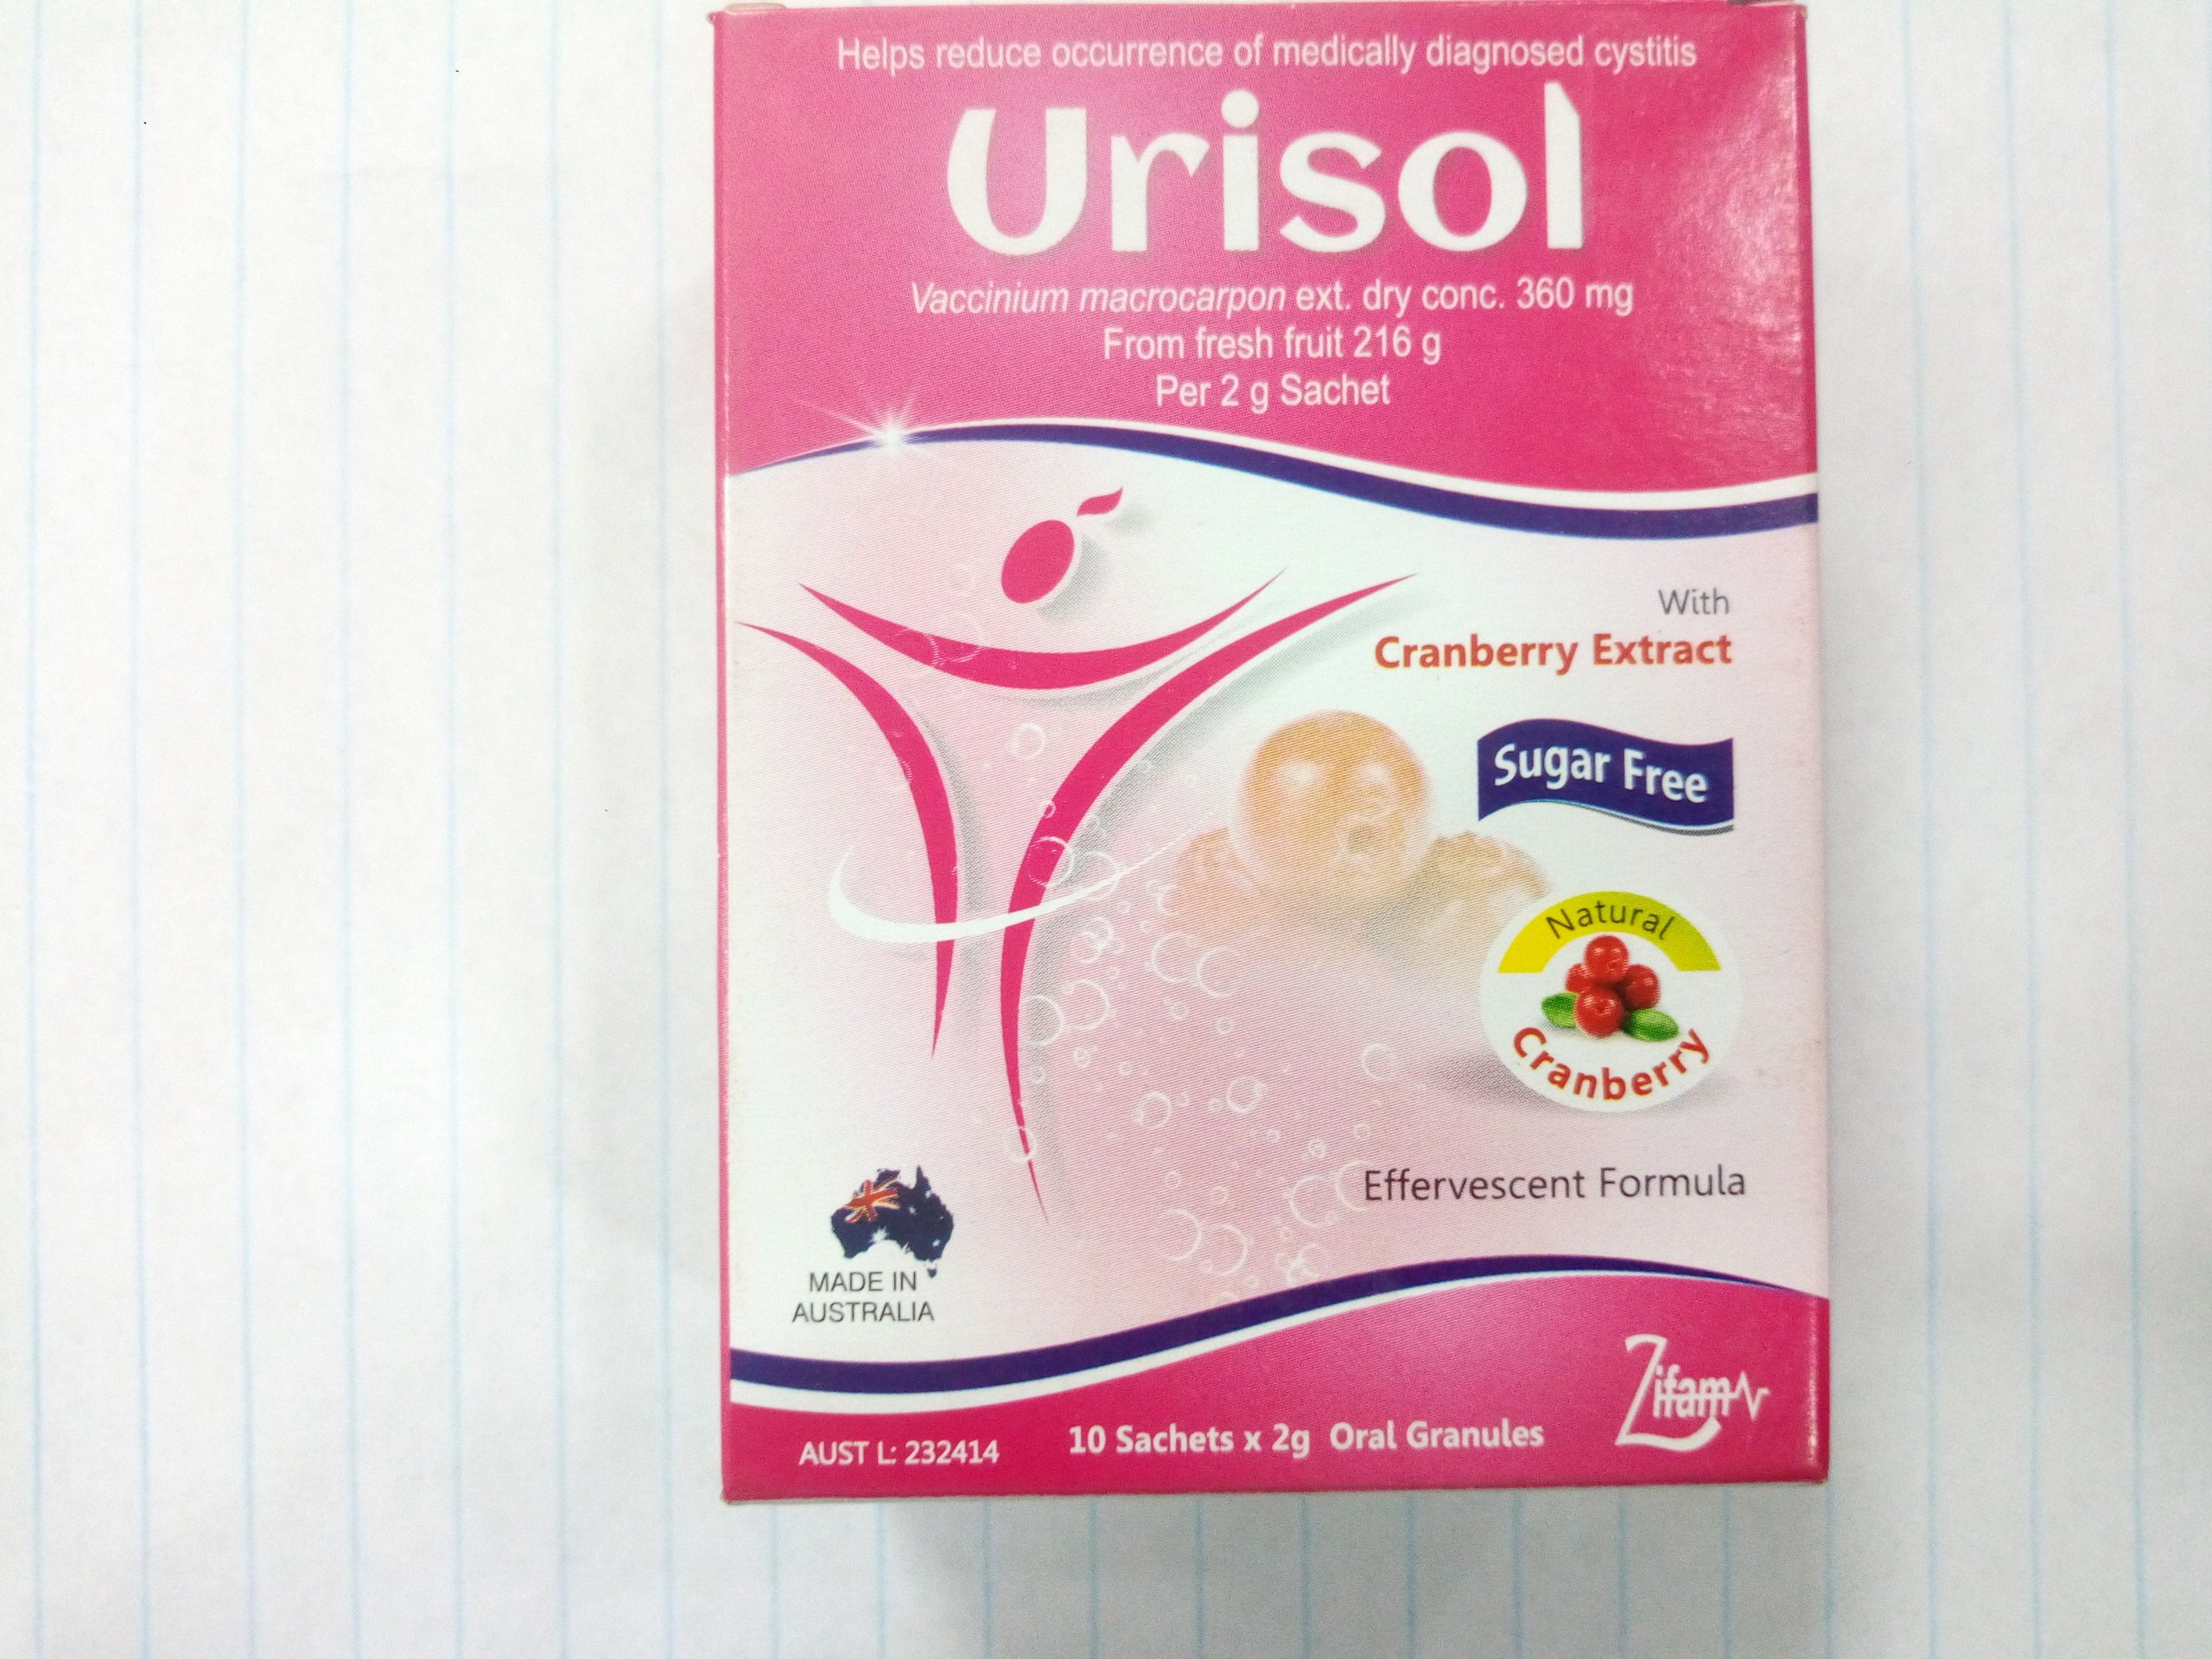 Helps reduce occurrence of medically diagnosed cystitis
Urisol
Vaccinium macrocarpon ext. dry conc. 360 mg
From fresh fruit 216 g
Per 2 g Sachet
With
Cranberry Extract
Sugar Free
Natural
Cranberry
Effervescent Formula
MADE IN
AUSTRALIA
Zifam
AUST L: 232414
10 Sachets x 2g Oral Granules